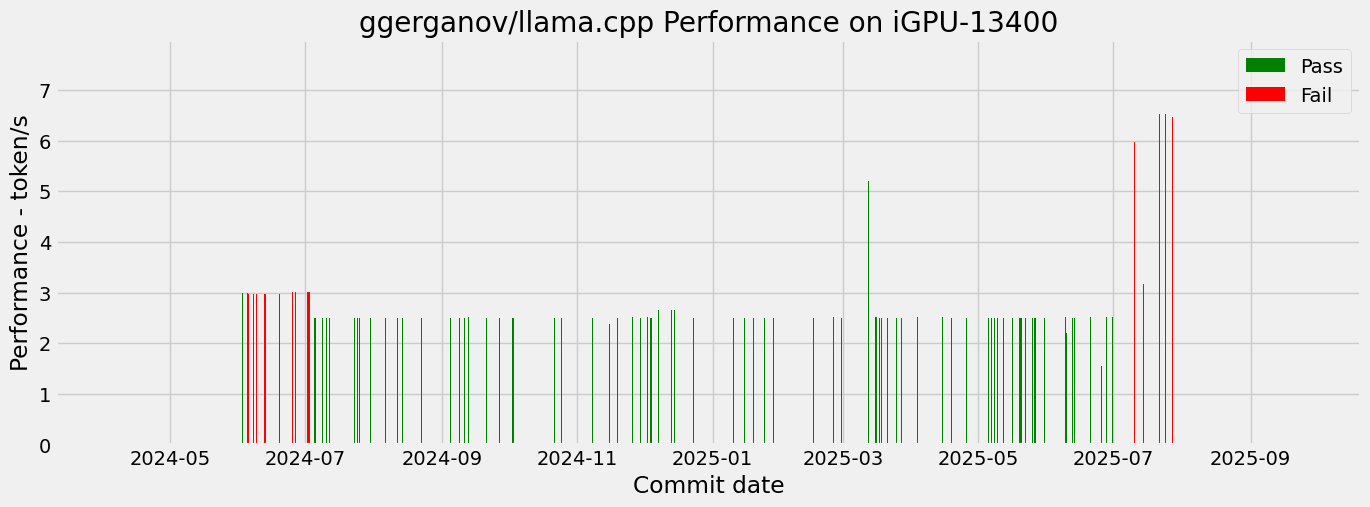 ggerganov/llama.cpp Performance on iGPU-13400
Pass
Fail
Performance - token/s
7
6
5
4
3
2
1
0
2024-05 2024-07 2024-09 2024-11 2025-01 2025-03 2025-05 2025-07 2025-09
Commit date